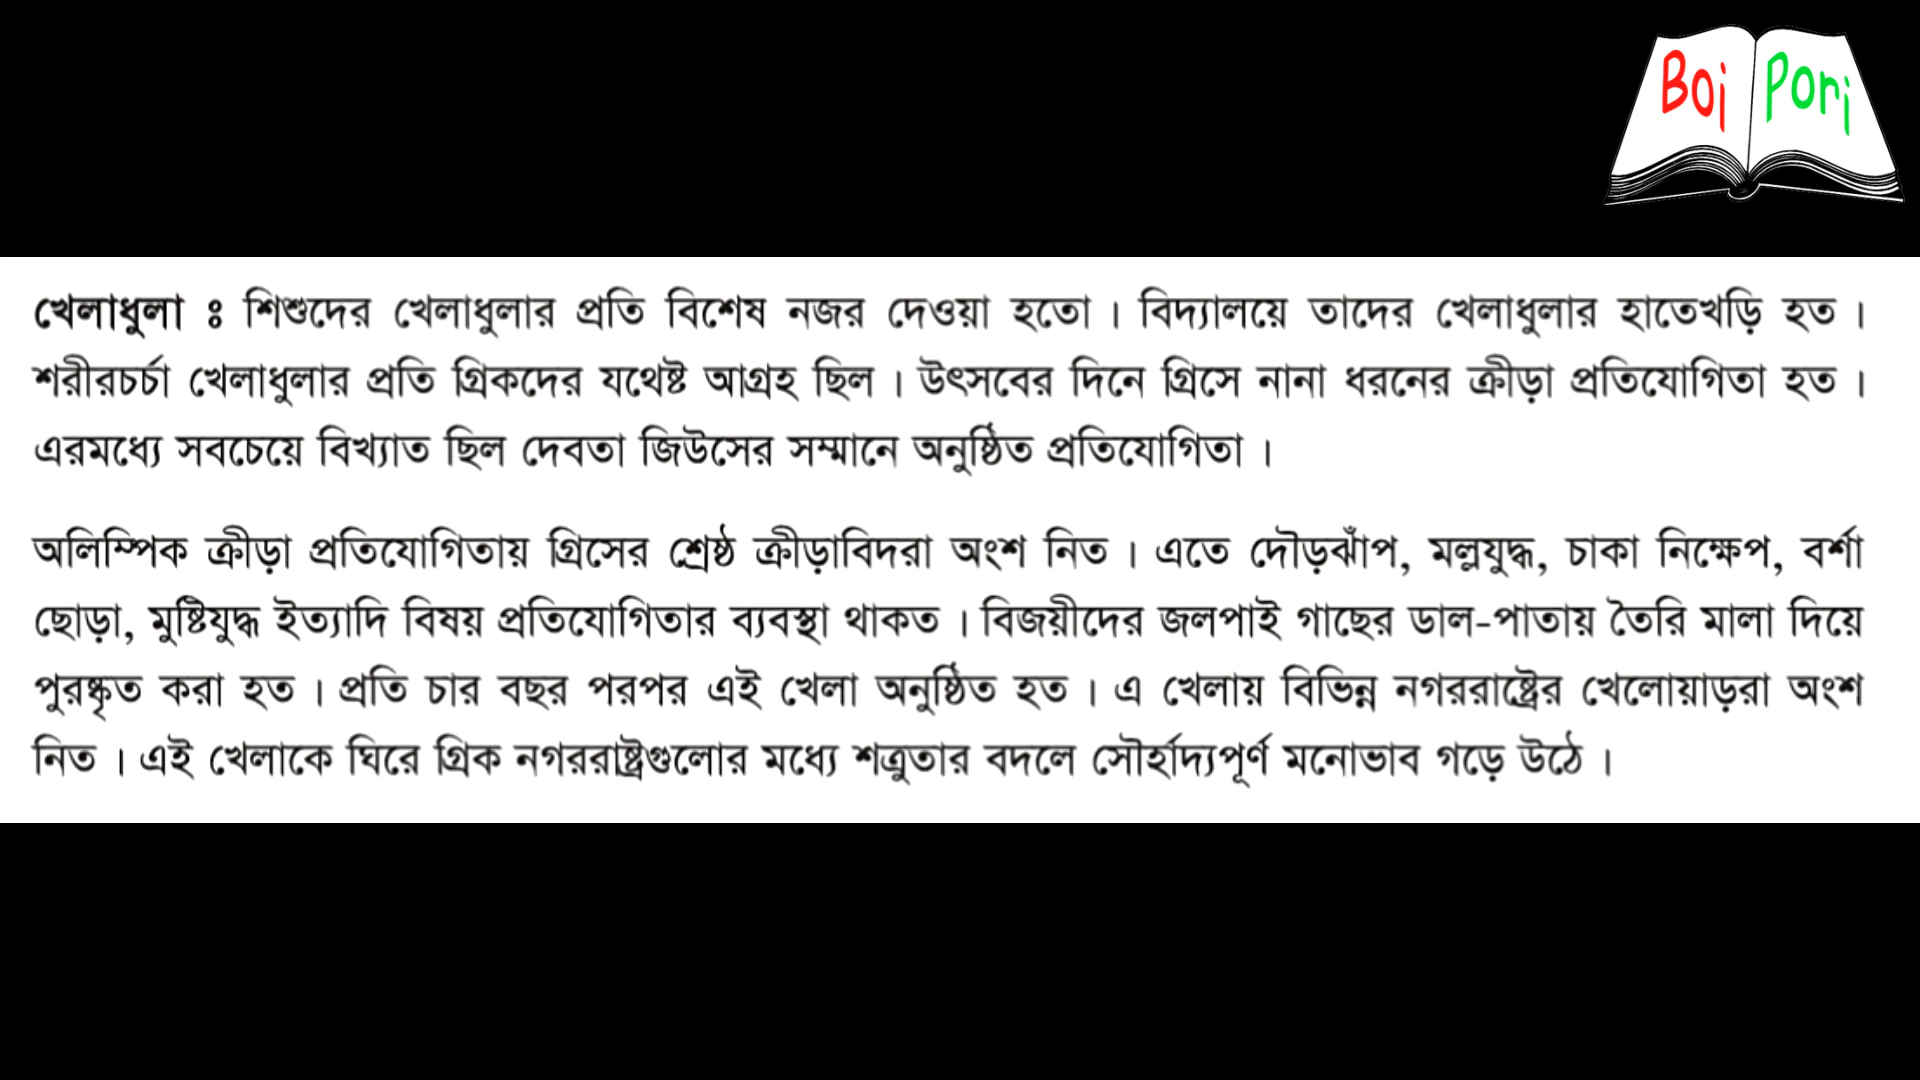 Boi Pori
খেলাধুলা ঃ শিশুদের খেলাধুলার প্রতি বিশেষ নজর দেওয়া হতো । বিদ্যালয়ে তাদের খেলাধুলার হাতেখড়ি হত ।
শরীরচর্চা খেলাধুলার প্রতি গ্রিকদের যথেষ্ট আগ্রহ ছিল । উৎসবের দিনে গ্রিসে নানা ধরনের ক্রীড়া প্রতিযোগিতা হত ।
এরমধ্যে সবচেয়ে বিখ্যাত ছিল দেবতা জিউসের সম্মানে অনুষ্ঠিত প্রতিযোগিতা ।
অলিম্পিক ক্রীড়া প্রতিযোগিতায় গ্রিসের শ্রেষ্ঠ ক্রীড়াবিদরা অংশ নিত । এতে দৌড়ঝাঁপ, মল্লযুদ্ধ, চাকা নিক্ষেপ, বর্শা
ছোড়া, মুষ্টিযুদ্ধ ইত্যাদি বিষয় প্রতিযোগিতার ব্যবস্থা থাকত । বিজয়ীদের জলপাই গাছের ডাল-পাতায় তৈরি মালা দিয়ে
পুরষ্কৃত করা হত । প্রতি চার বছর পরপর এই খেলা অনুষ্ঠিত হত । এ খেলায় বিভিন্ন নগররাষ্ট্রের খেলোয়াড়রা অংশ
নিত । এই খেলাকে ঘিরে গ্রিক নগররাষ্ট্রগুলোর মধ্যে শত্রুতার বদলে সৌর্হাদ্যপূর্ণ মনোভাব গড়ে উঠে ।